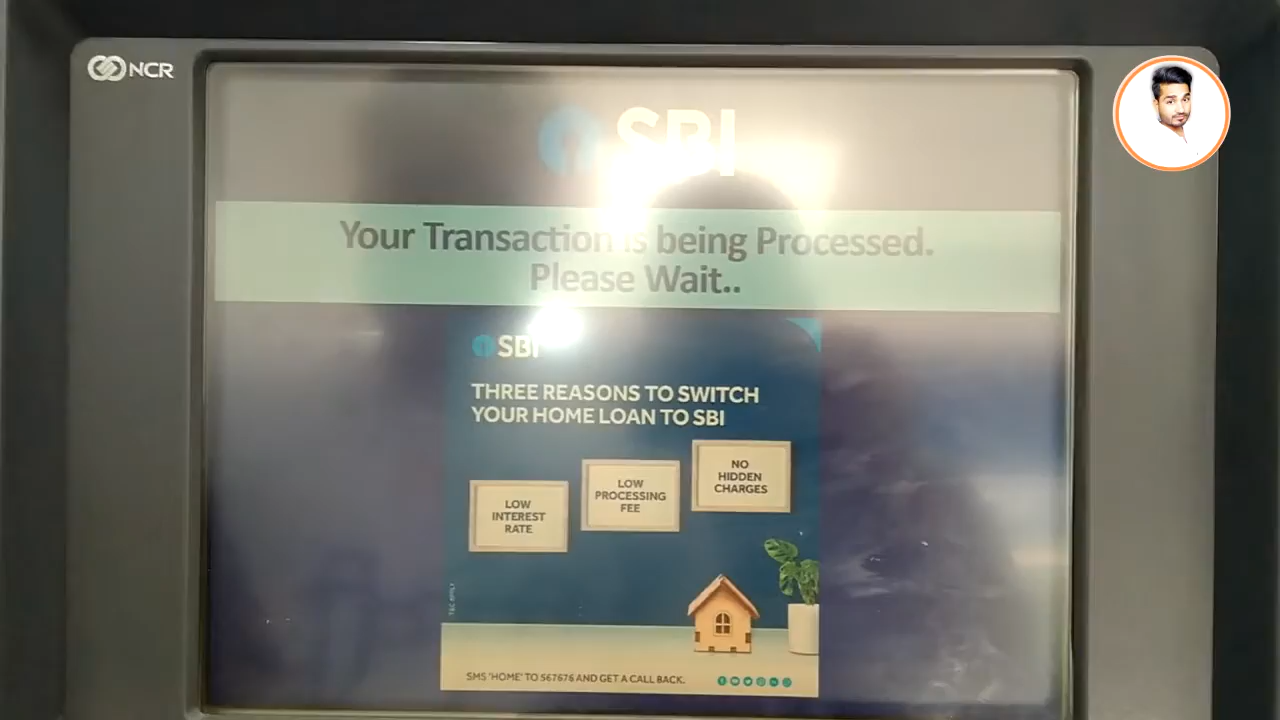 NCR
SBI
Your Transaction is being Processed.
Please Wait..
SBI
THREE REASONS TO SWITCH
YOUR HOME LOAN TO SBI
LOW
INTEREST
RATE
LOW
PROCESSING
FEE
NO
HIDDEN
CHARGES
T&C APPLY
SMS 'HOME' TO 567676 AND GET A CALL BACK.